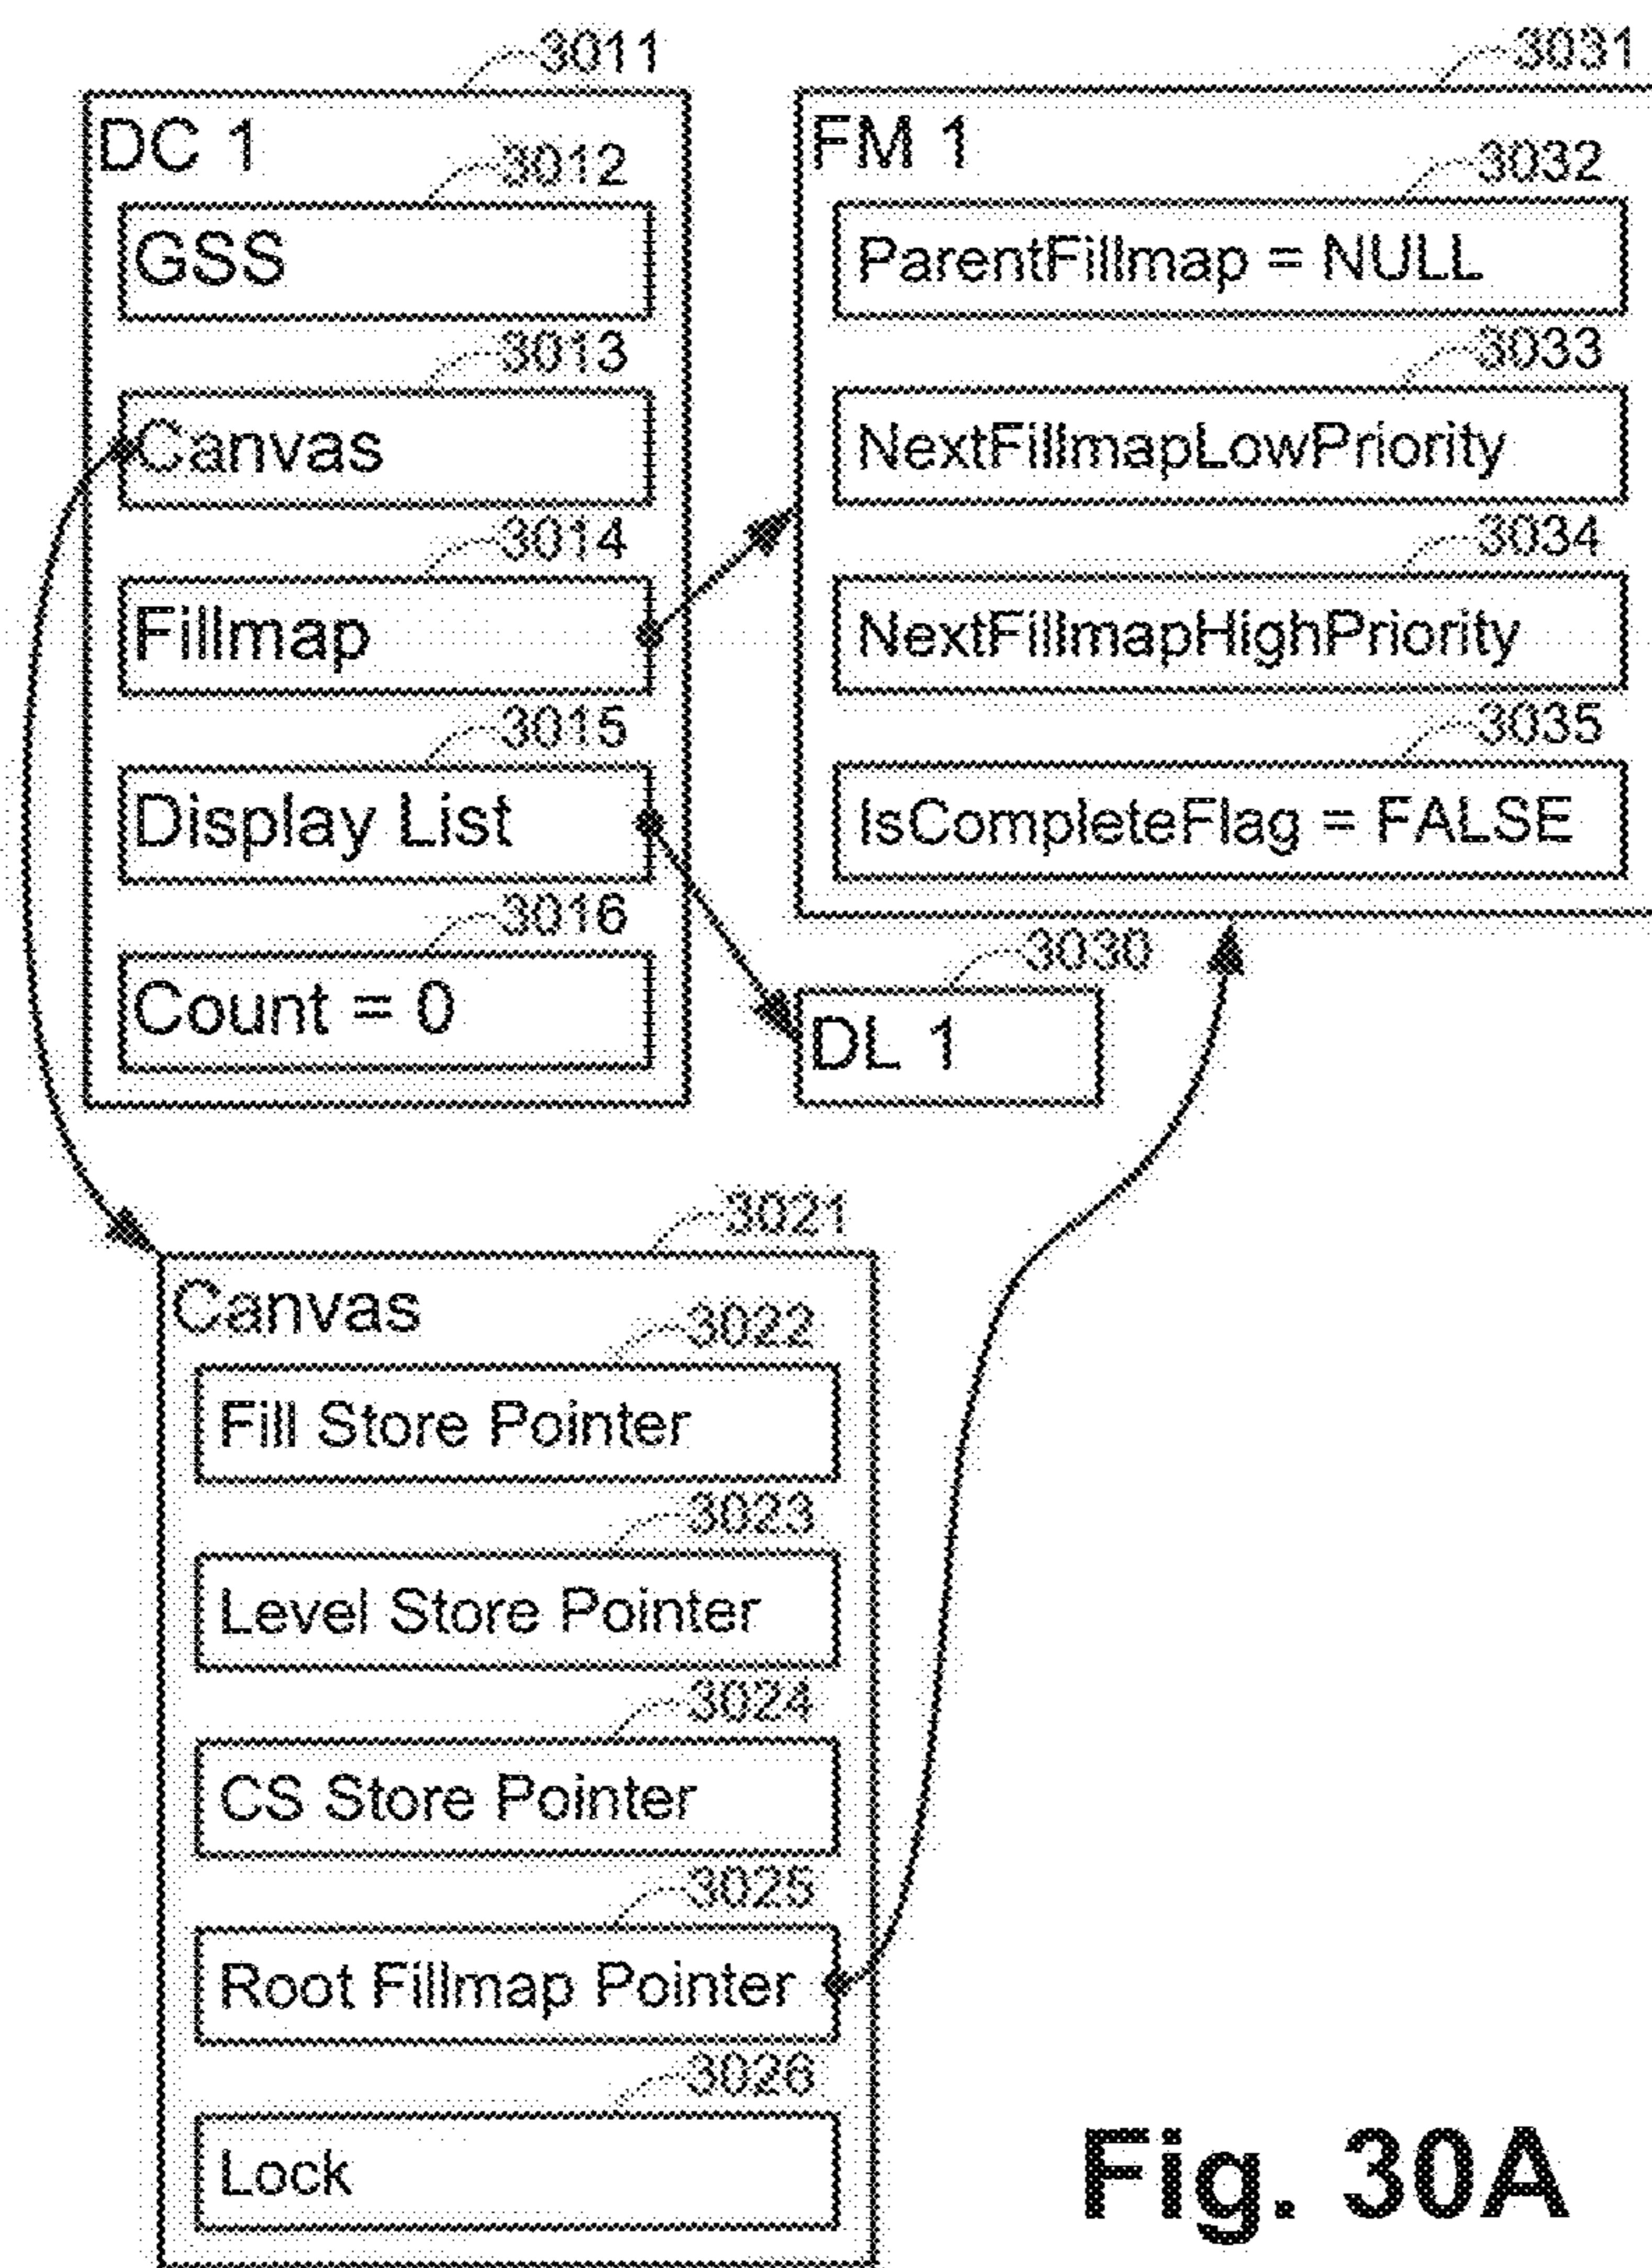 3011
DC 1
3012
GSS
3013
Canvas
3014
Fillmap
3015
Display List
3016
Count = 0
3031
FM 1
3032
ParentFillmap = NULL
3033
NextFillmapLowPriority
3034
NextFillmapHighPriority
3035
IsCompleteFlag = FALSE
3030
DL 1
3021
Canvas
3022
Fill Store Pointer
3023
Level Store Pointer
3024
CS Store Pointer
3025
Root Fillmap Pointer
3026
Lock
Fig. 30A